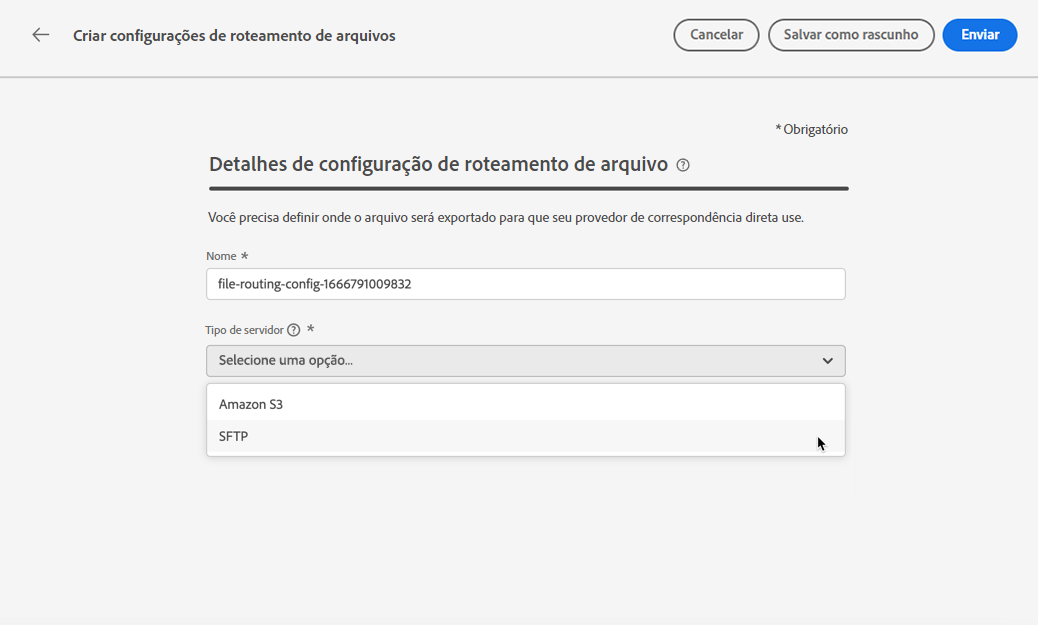 Criar configurações de roteamento de arquivos
Cancelar
Salvar como rascunho
Enviar
* Obrigatório
Detalhes de configuração de roteamento de arquivo
Você precisa definir onde o arquivo será exportado para que seu provedor de correspondência direta use.
Nome *
file-routing-config-1666791009832
Tipo de servidor ? *
Selecione uma opção...
Amazon S3
SFTP